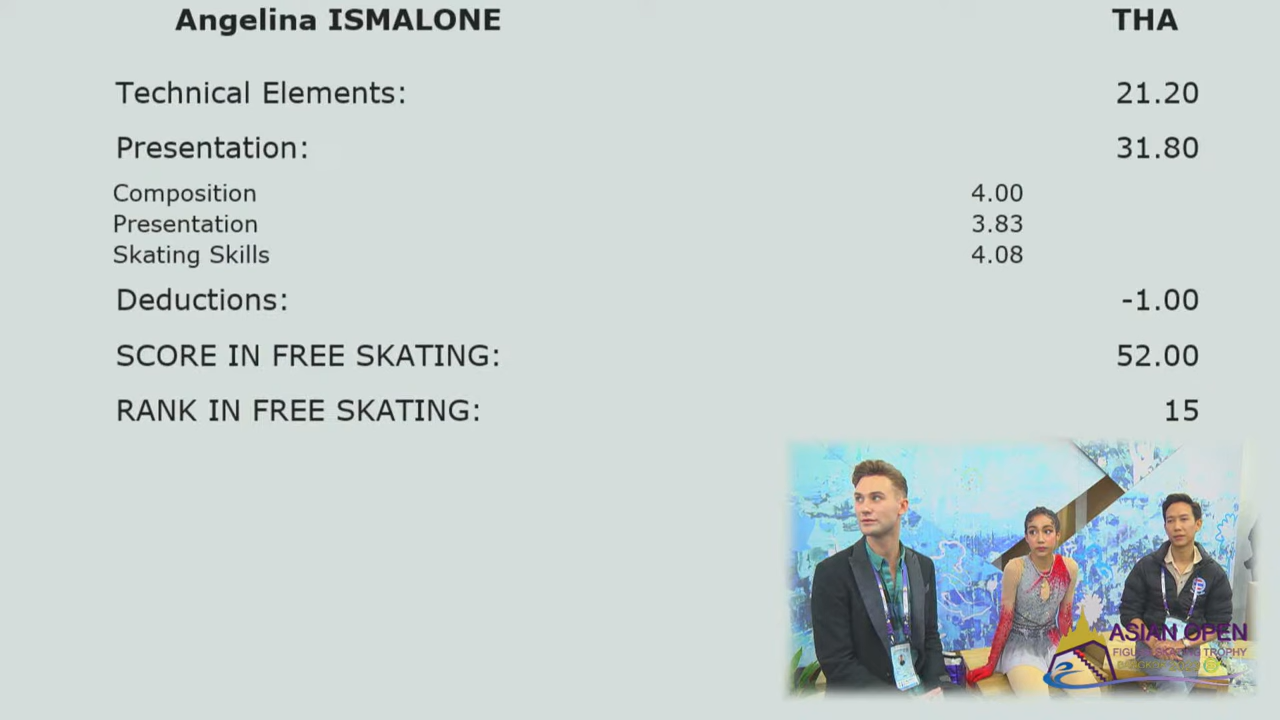 Angelina ISMALONE THA
Technical Elements: 21.20
Presentation: 31.80
Composition 4.00
Presentation 3.83
Skating Skills 4.08
Deductions: -1.00
SCORE IN FREE SKATING: 52.00
RANK IN FREE SKATING: 15
ASIAN OPEN
FIGURE SKATING TROPHY